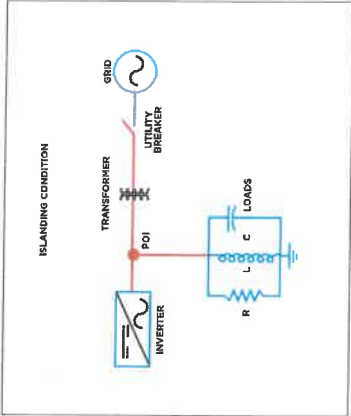 ISLANDING CONDITION
GRID
TRANSFORMER
UTILITY
BREAKER
POI
INVERTER
R
L
C
LOADS